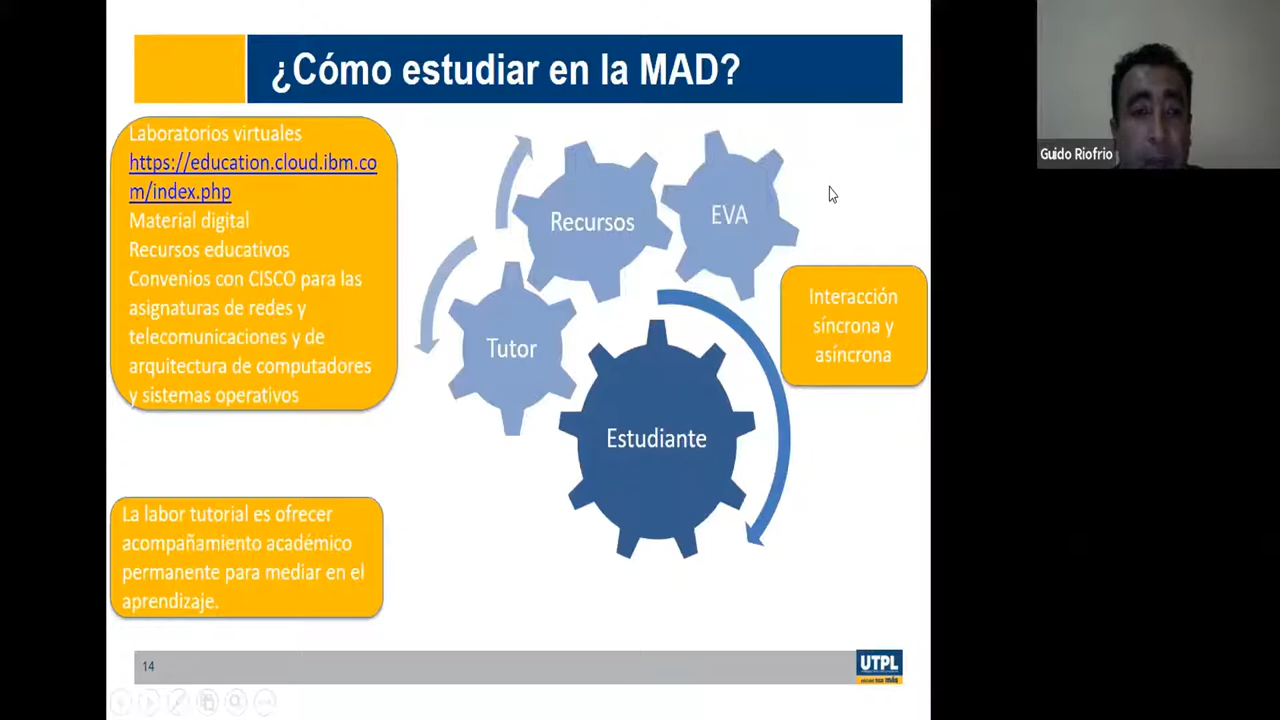 ¿Cómo estudiar en la MAD?
Laboratorios virtuales
https://education.cloud.ibm.co
m/index.php
Material digital
Recursos educativos
Convenios con CISCO para las
asignaturas de redes y
telecomunicaciones y de
arquitectura de computadores
y sistemas operativos
Recursos
EVA
Tutor
Estudiante
Interacción
síncrona y
asíncrona
La labor tutorial es ofrecer
acompañamiento académico
permanente para mediar en el
aprendizaje.
14
UTPL
Guido Riofrio